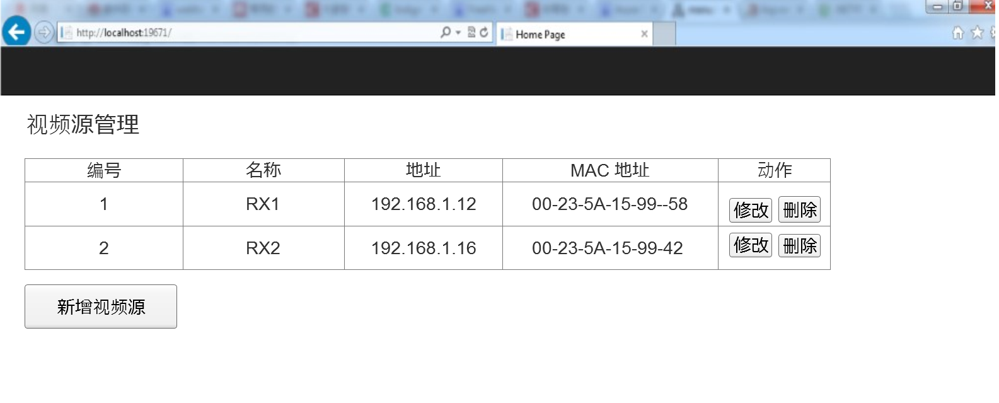 http://localhost:19671/
Home Page
视频源管理
编号 名称 地址 MAC 地址 动作
1 RX1 192.168.1.12 00-23-5A-15-99--58 修改 删除
2 RX2 192.168.1.16 00-23-5A-15-99-42 修改 删除
新增视频源